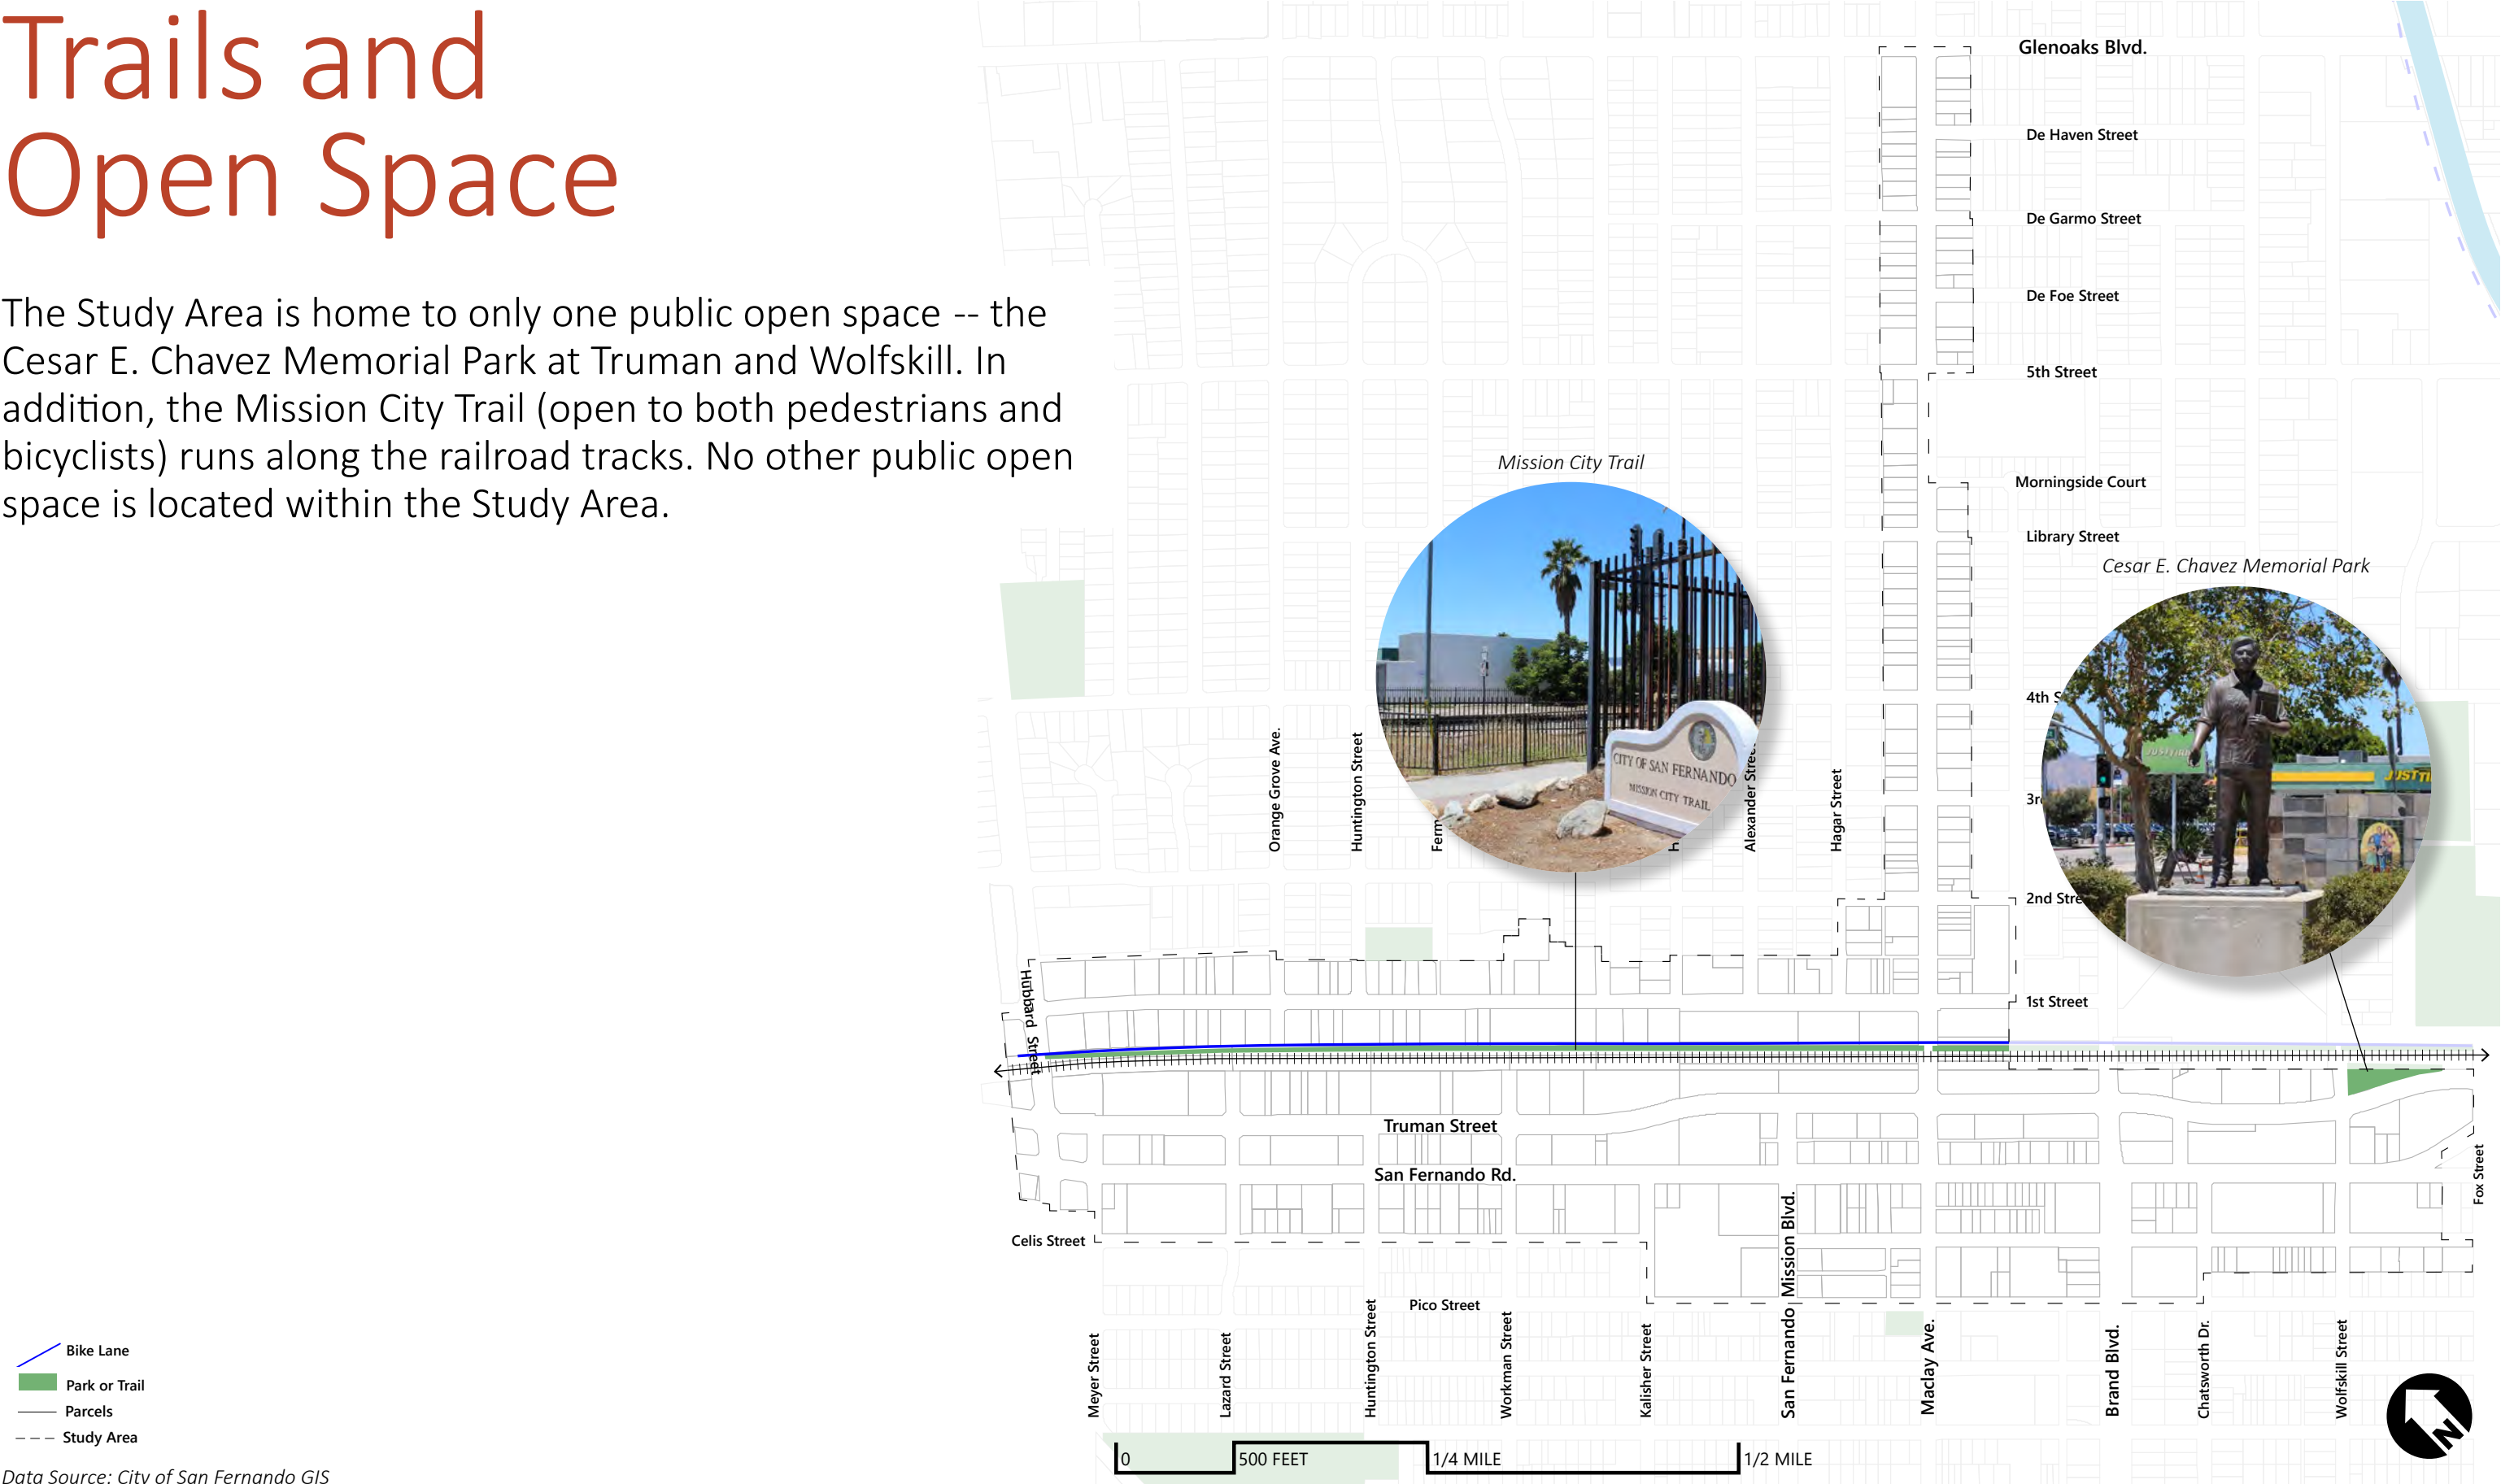 Trails and
Open Space
The Study Area is home to only one public open space -- the
Cesar E. Chavez Memorial Park at Truman and Wolfskill. In
addition, the Mission City Trail (open to both pedestrians and
bicyclists) runs along the railroad tracks. No other public open
space is located within the Study Area.
Glenoaks Blvd.
De Haven Street
De Garmo Street
De Foe Street
5th Street
Mission City Trail
Morningside Court
Library Street
Cesar E. Chavez Memorial Park
4th
CITY OF SAN FERNANDO
MISSION CITY TRAIL
Orange Grove Ave.
Huntington Street
Alexander Street
Hagar Street
2nd
Hubbard Street
1st Street
Truman Street
San Fernando Rd.
Fox Street
Celis Street
Pico Street
Meyer Street
Lazard Street
Huntington Street
Workman Street
Kalisher Street
San Fernando Mission Blvd.
Maclay Ave.
Brand Blvd.
Chatsworth Dr.
Wolfskill Street
Bike Lane
Park or Trail
Parcels
Study Area
0
500 FEET
1/4 MILE
1/2 MILE
N
Data Source: City of San Fernando GIS